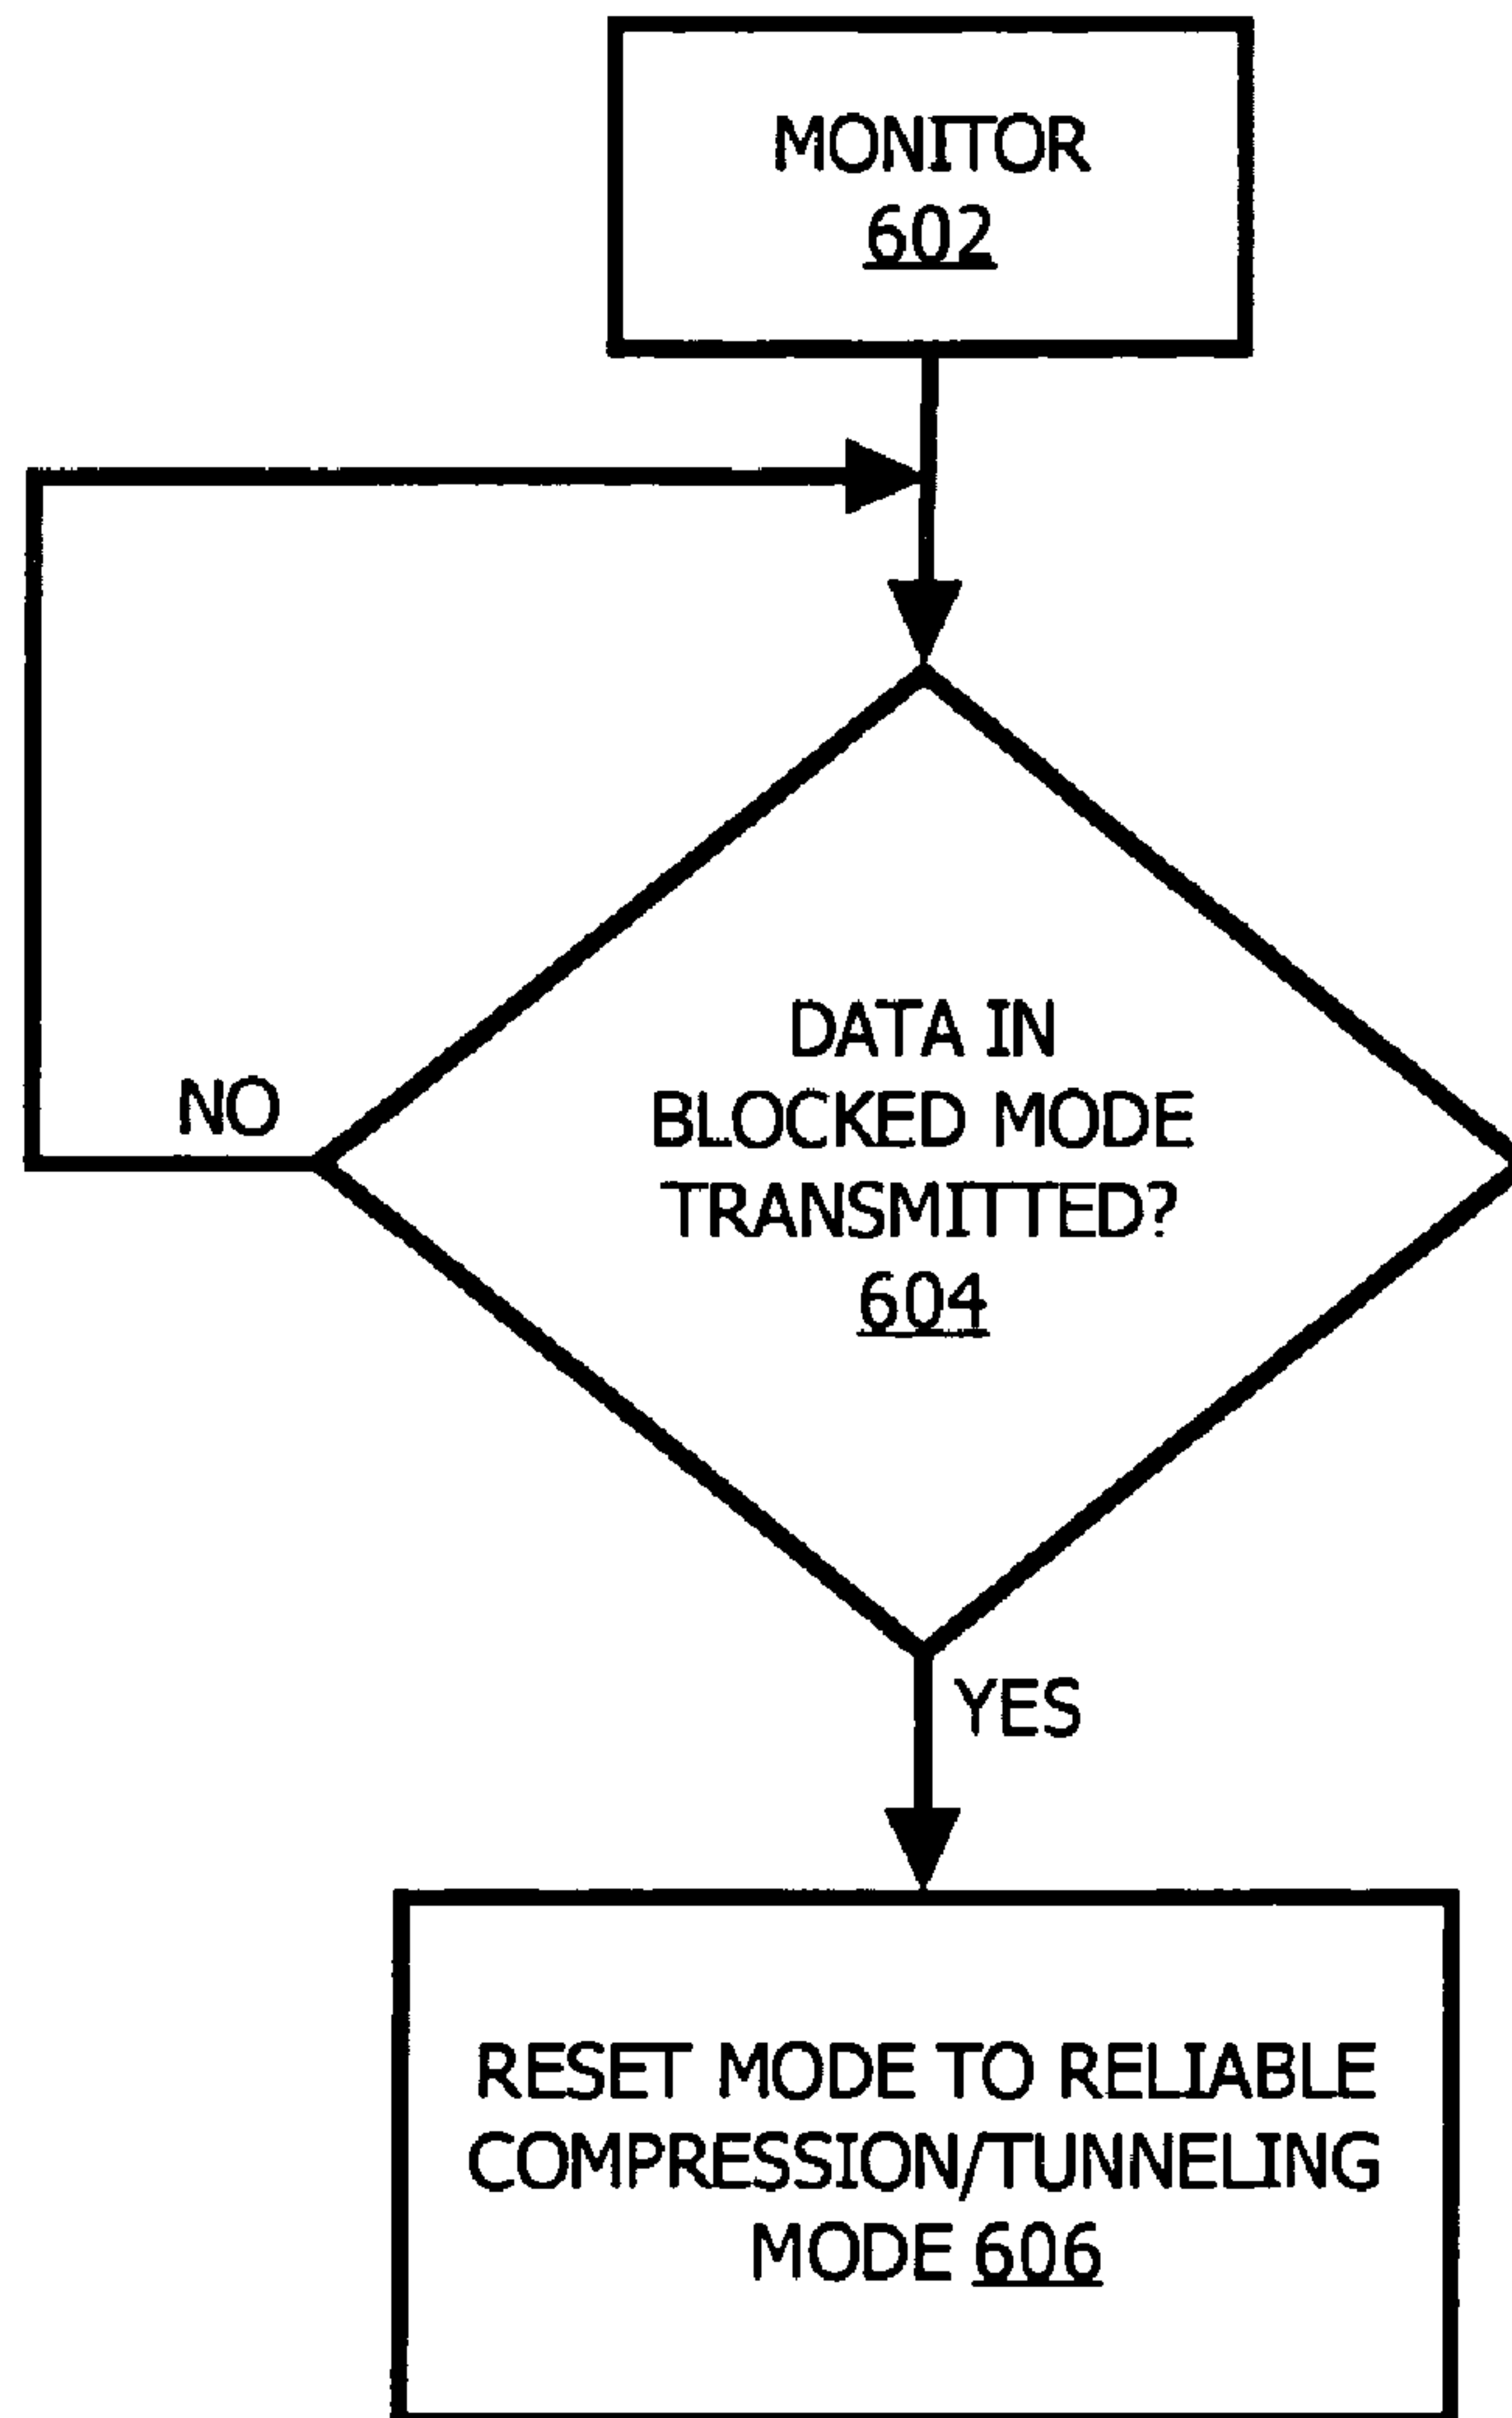 MONITOR
602
NO
DATA IN
BLOCKED MODE
TRANSMITTED?
604
YES
RESET MODE TO RELIABLE
COMPRESSION/TUNNELING
MODE 606